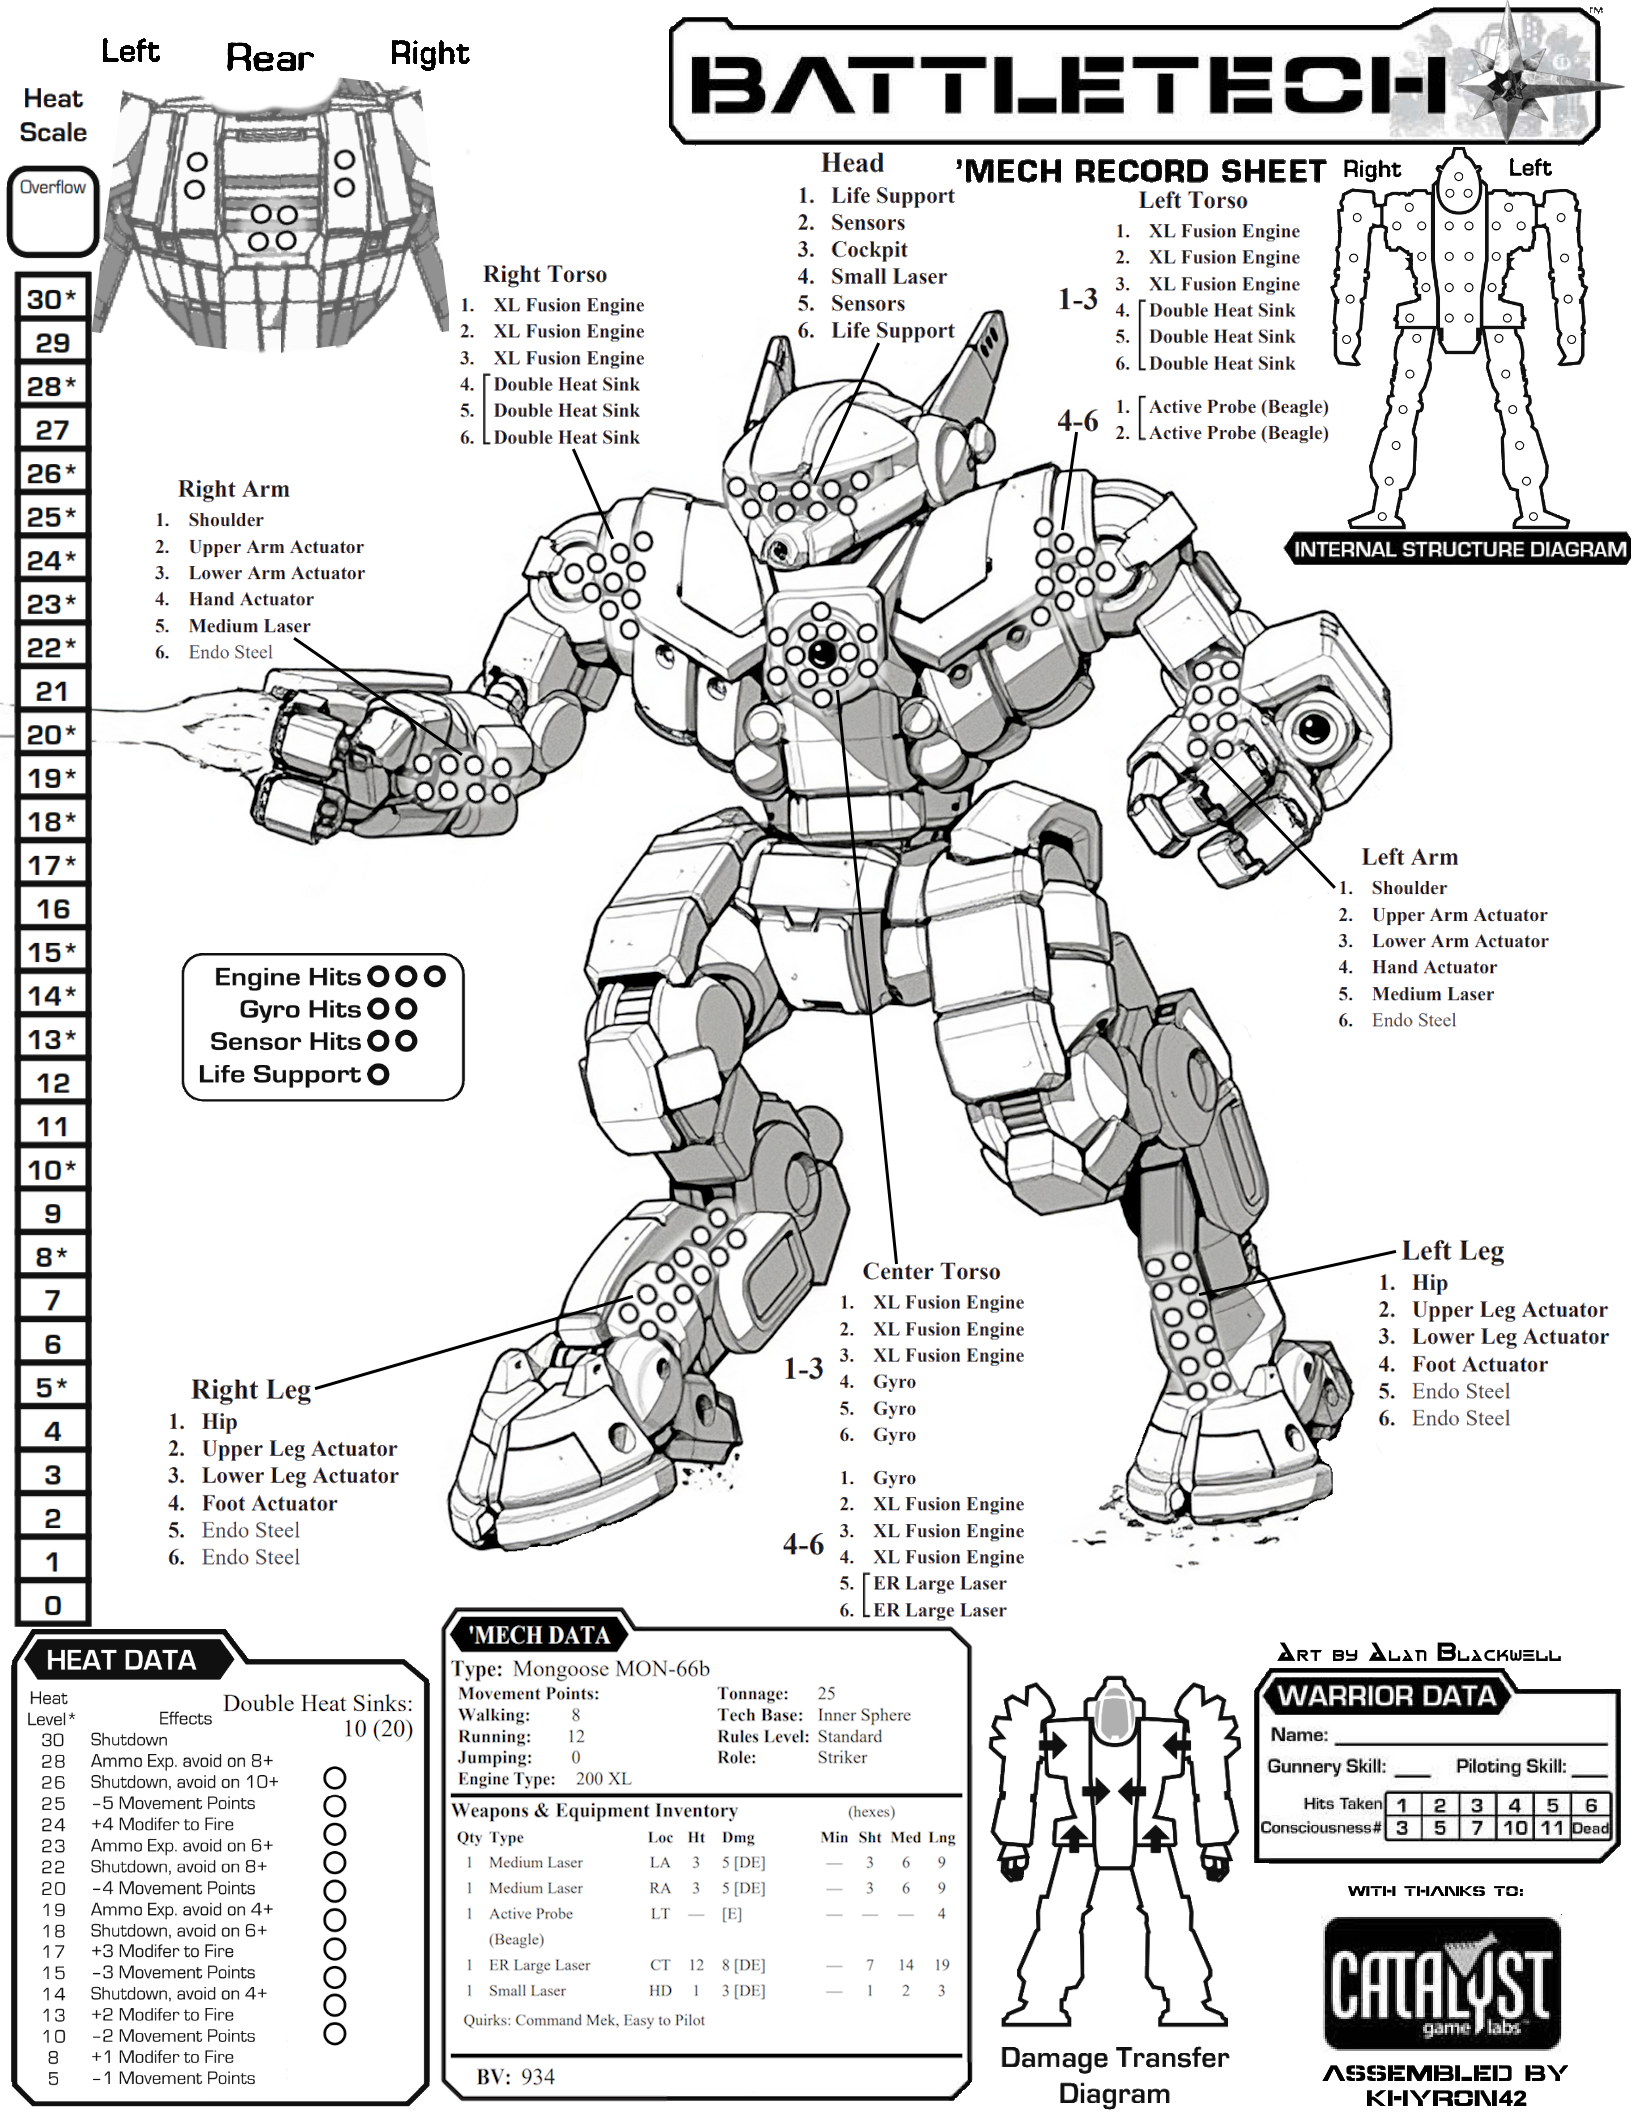 Left Rear Right
BATTLETECH™
'MECH RECORD SHEET
Heat
Scale
Overflow
30*
29
28*
27
26*
25*
24*
23*
22*
21
20*
19*
18*
17*
16
15*
14*
13*
12
11
10*
9
8*
7
6
5*
4
3
2
1
0
Head
1. Life Support
2. Sensors
3. Cockpit
4. Small Laser
5. Sensors
6. Life Support
Left Torso
1-3
1. XL Fusion Engine
2. XL Fusion Engine
3. XL Fusion Engine
4. Double Heat Sink
5. Double Heat Sink
6. Double Heat Sink
4-6
1. Active Probe (Beagle)
2. Active Probe (Beagle)
Right Left
INTERNAL STRUCTURE DIAGRAM
Right Torso
1. XL Fusion Engine
2. XL Fusion Engine
3. XL Fusion Engine
4. Double Heat Sink
5. Double Heat Sink
6. Double Heat Sink
Right Arm
1. Shoulder
2. Upper Arm Actuator
3. Lower Arm Actuator
4. Hand Actuator
5. Medium Laser
6. Endo Steel
Left Arm
1. Shoulder
2. Upper Arm Actuator
3. Lower Arm Actuator
4. Hand Actuator
5. Medium Laser
6. Endo Steel
Engine Hits
Gyro Hits
Sensor Hits
Life Support
Center Torso
1-3
1. XL Fusion Engine
2. XL Fusion Engine
3. XL Fusion Engine
4. Gyro
5. Gyro
6. Gyro
4-6
1. Gyro
2. XL Fusion Engine
3. XL Fusion Engine
4. XL Fusion Engine
5. ER Large Laser
6. ER Large Laser
Left Leg
1. Hip
2. Upper Leg Actuator
3. Lower Leg Actuator
4. Foot Actuator
5. Endo Steel
6. Endo Steel
Right Leg
1. Hip
2. Upper Leg Actuator
3. Lower Leg Actuator
4. Foot Actuator
5. Endo Steel
6. Endo Steel
HEAT DATA
Heat
Level* Effects
Double Heat Sinks:
10 (20)
30 Shutdown
28 Ammo Exp. avoid on 8+
26 Shutdown, avoid on 10+
25 -5 Movement Points
24 +4 Modifer to Fire
23 Ammo Exp. avoid on 6+
22 Shutdown, avoid on 8+
20 -4 Movement Points
19 Ammo Exp. avoid on 4+
18 Shutdown, avoid on 6+
17 +3 Modifer to Fire
15 -3 Movement Points
14 Shutdown, avoid on 4+
13 +2 Modifer to Fire
10 -2 Movement Points
8 +1 Modifer to Fire
5 -1 Movement Points
'MECH DATA
Type: Mongoose MON-66b
Movement Points: Tonnage: 25
Walking: 8 Tech Base: Inner Sphere
Running: 12 Rules Level: Standard
Jumping: 0 Role: Striker
Engine Type: 200 XL
Weapons & Equipment Inventory (hexes)
Qty Type Loc Ht Dmg Min Sht Med Lng
1 Medium Laser LA 3 5 [DE] — 3 6 9
1 Medium Laser RA 3 5 [DE] — 3 6 9
1 Active Probe LT — [E] — — — 4
(Beagle)
1 ER Large Laser CT 12 8 [DE] — 7 14 19
1 Small Laser HD 1 3 [DE] — 1 2 3
Quirks: Command Mek, Easy to Pilot
BV: 934
Damage Transfer
Diagram
ART BY ALAN BLACKWELL
WARRIOR DATA
Name:
Gunnery Skill: Piloting Skill:
Hits Taken 1 2 3 4 5 6
Consciousness# 3 5 7 10 11 Dead
WITH THANKS TO:
CATALYST
game labs™
ASSEMBLED BY
KHYRON42